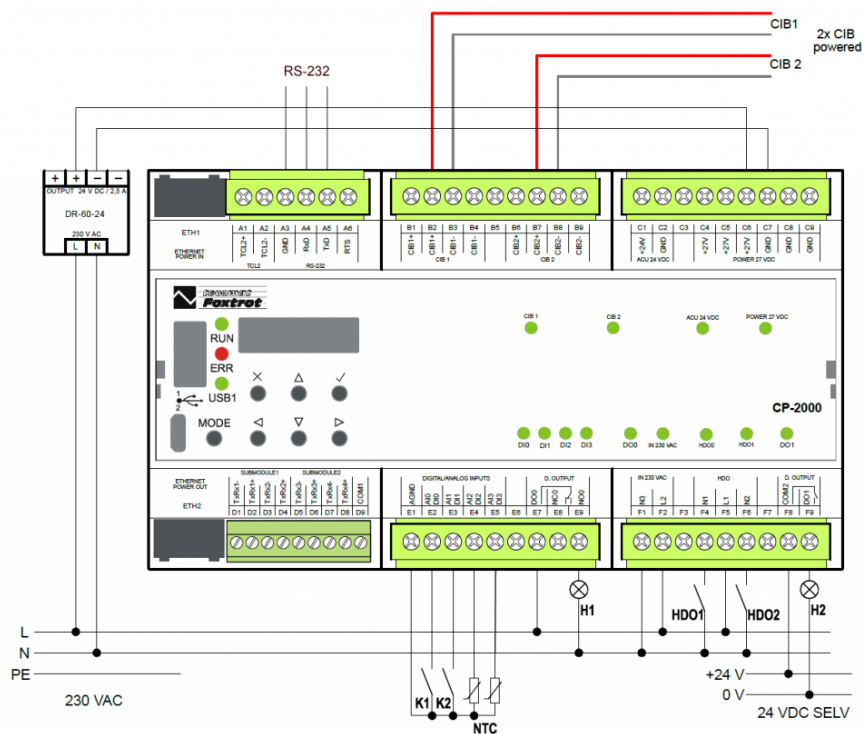 CIB1
2x CIB
powered
CIB 2
RS-232
+ + − −
OUTPUT 24 V DC / 2,5 A
DR-60-24
230 V AC
L N
ETH1
ETHERNET
POWER IN
A1 A2 A3 A4 A5 A6
TCL2+ TCL2- GND RxD TxD RTS
TCL2 RS-232
B1 B2 B3 B4 B5 B6 B7 B8 B9
CIB1+ CIB1+ CIB1- CIB1- CIB2+ CIB2+ CIB2- CIB2-
CIB 1 CIB 2
C1 C2 C3 C4 C5 C6 C7 C8 C9
+24V GND +27V +27V +27V GND GND GND
ACU 24 VDC POWER 27 VDC
tecomat
Foxtrot
RUN
ERR
USB1
1
2
MODE
CIB 1 CIB 2 ACU 24 VDC POWER 27 VDC
CP-2000
DI0 DI1 DI2 DI3 DO0 IN 230 VAC HDO0 HDO1 DO1
ETHERNET
POWER OUT
ETH2
SUBMODULE1 SUBMODULE2
TxRx1- TxRx1+ TxRx2- TxRx2+ TxRx3- TxRx3+ TxRx4- TxRx4+ COM1
D1 D2 D3 D4 D5 D6 D7 D8 D9
DIGITAL/ANALOG INPUTS D. OUTPUT
AGND AI0 DI0 AI1 DI1 AI2 DI2 AI3 DI3 DO0 NC0 NO0
E1 E2 E3 E4 E5 E6 E7 E8 E9
IN 230 VAC HDO D. OUTPUT
N3 L2 N1 L1 N2 COM2 DO1
F1 F2 F3 F4 F5 F6 F7 F8 F9
H1
HDO1
HDO2
H2
L
N
PE
230 VAC
K1 K2
NTC
+24 V
0 V
24 VDC SELV